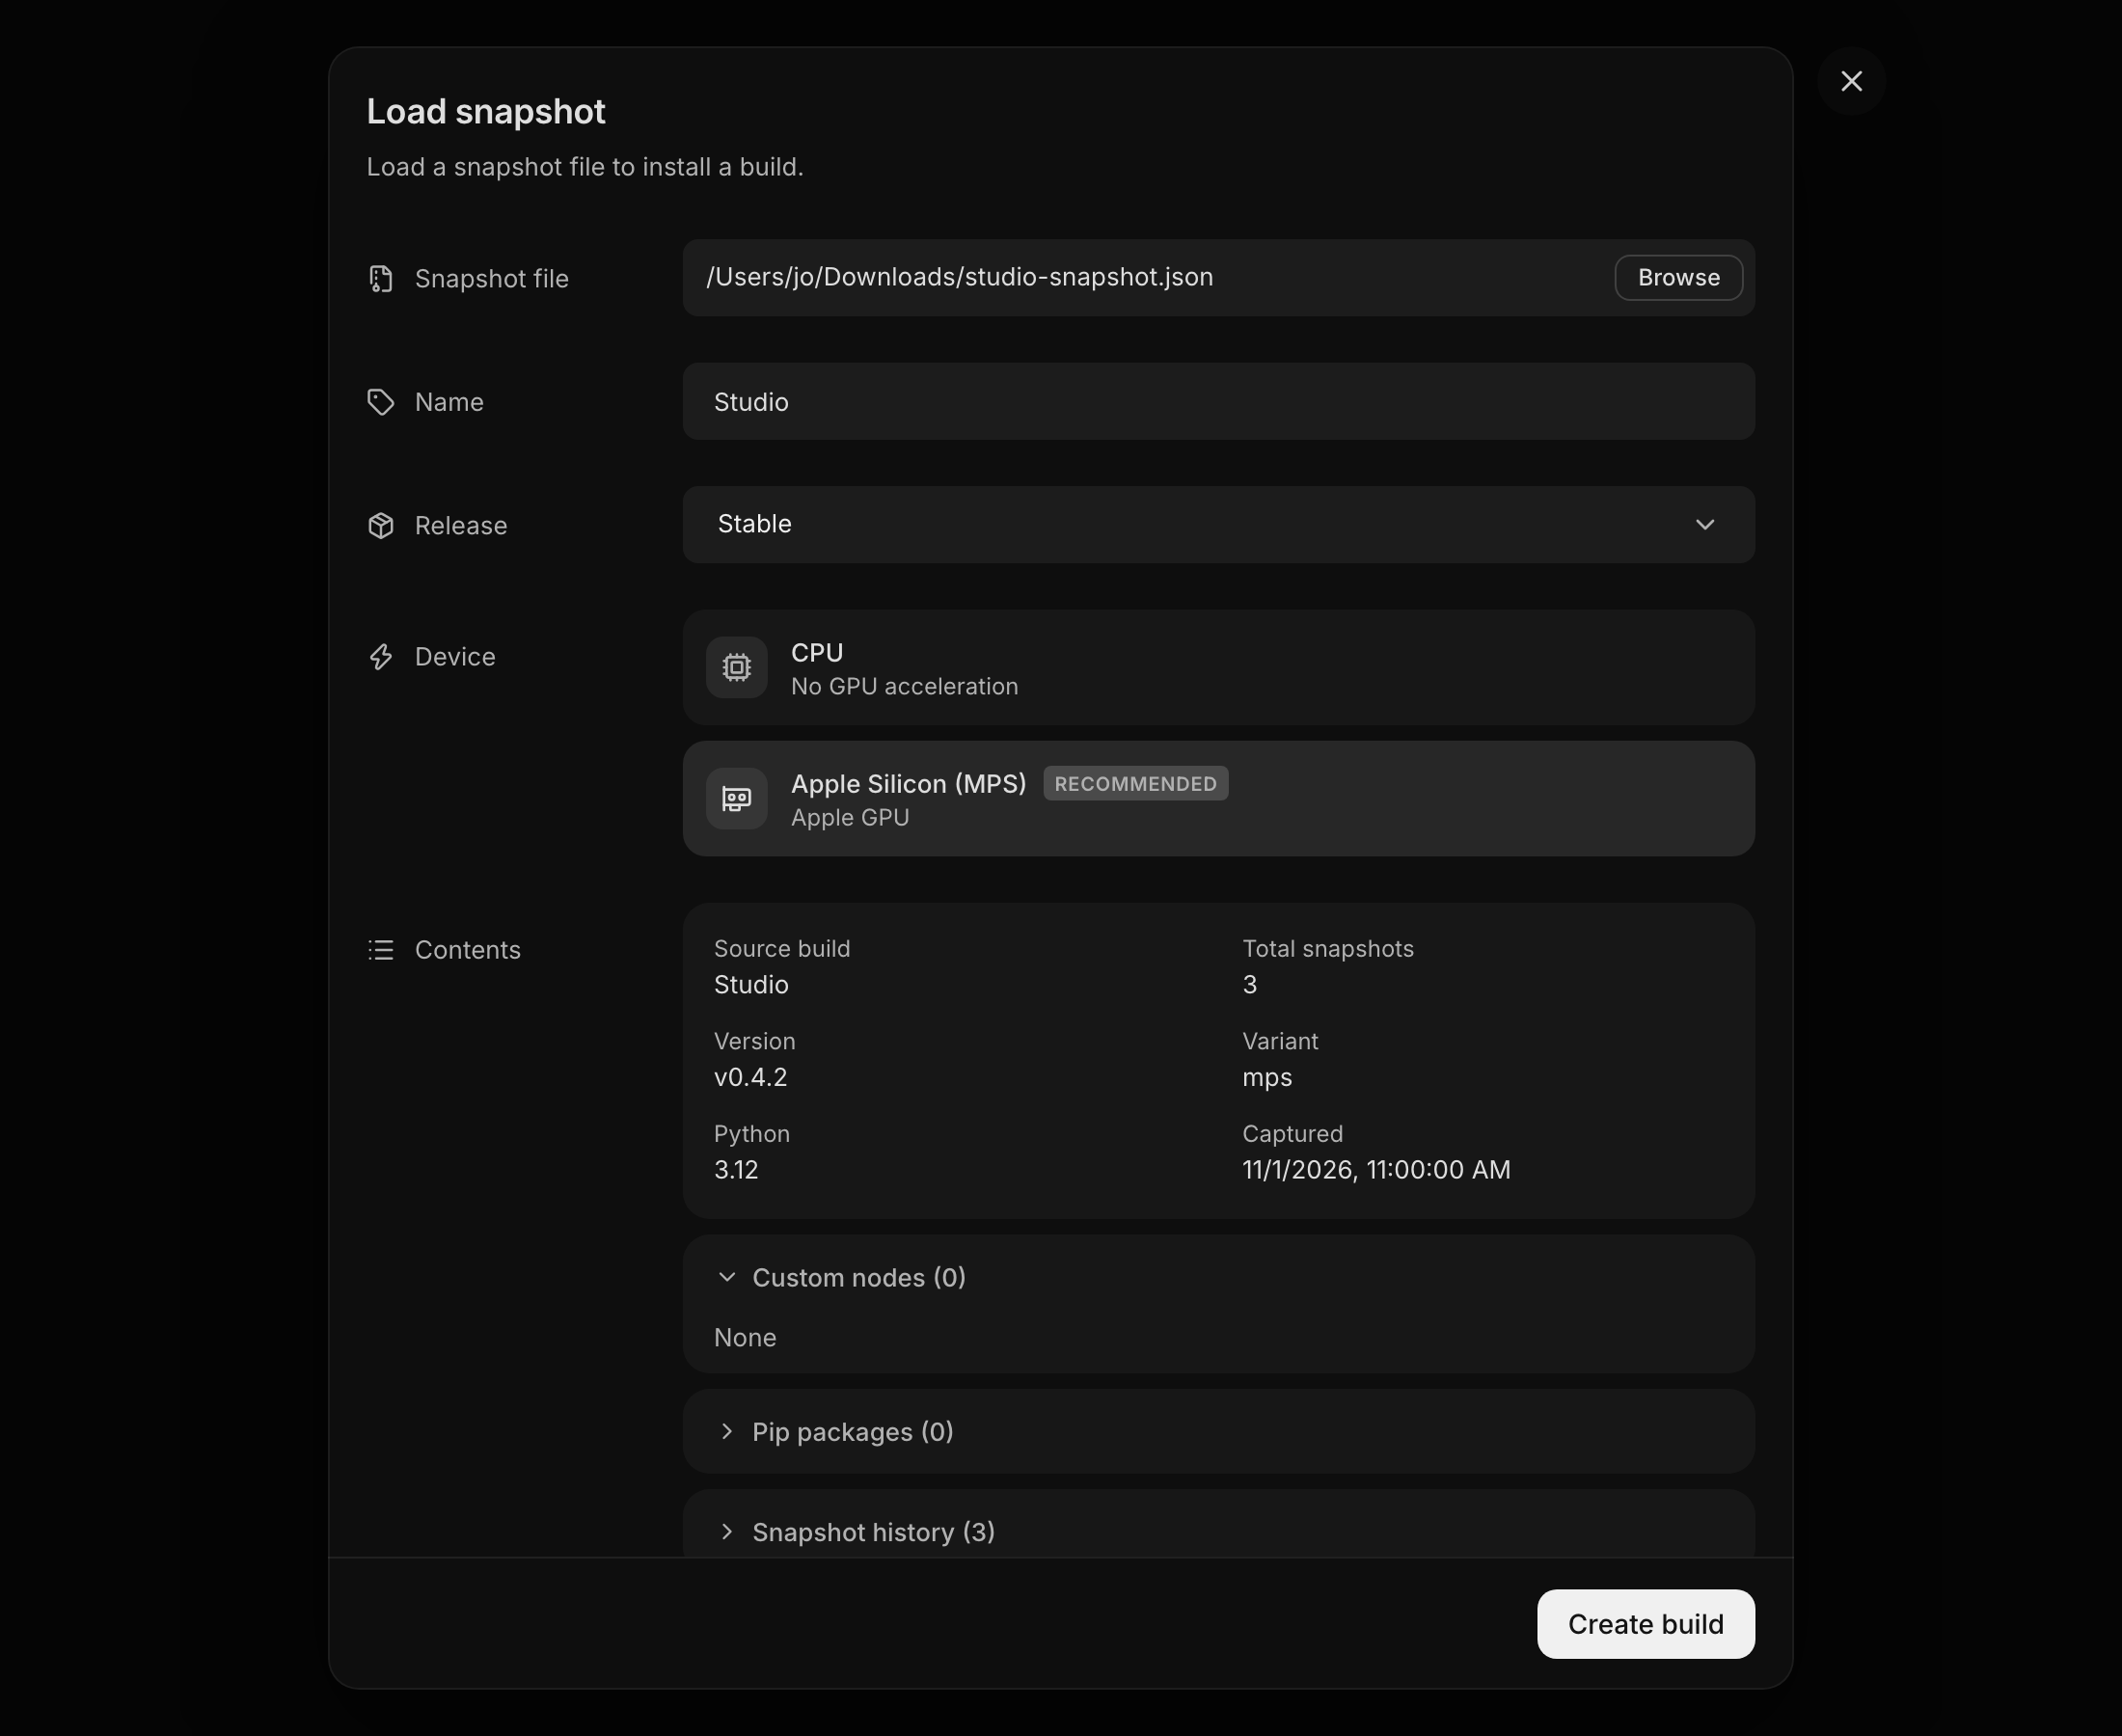 Load snapshot
Load a snapshot file to install a build.
Snapshot file
/Users/jo/Downloads/studio-snapshot.json
Browse
Name
Studio
Release
Stable
Device
CPU
No GPU acceleration
Apple Silicon (MPS) RECOMMENDED
Apple GPU
Contents
Source build
Studio
Total snapshots
3
Version
v0.4.2
Variant
mps
Python
3.12
Captured
11/1/2026, 11:00:00 AM
Custom nodes (0)
None
Pip packages (0)
Snapshot history (3)
Create build